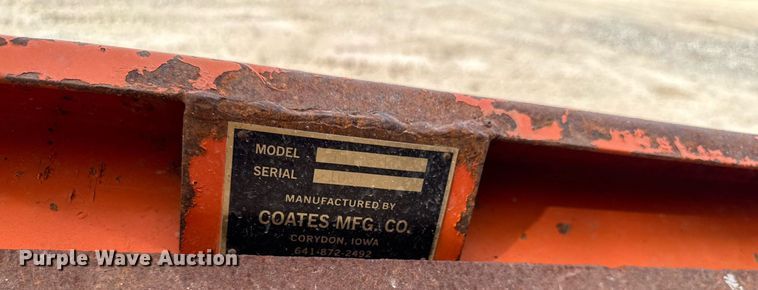 MODEL
SERIAL
MANUFACTURED BY
COATES MFG. CO.
CORYDON, IOWA
641-872-2492
Purple Wave Auction